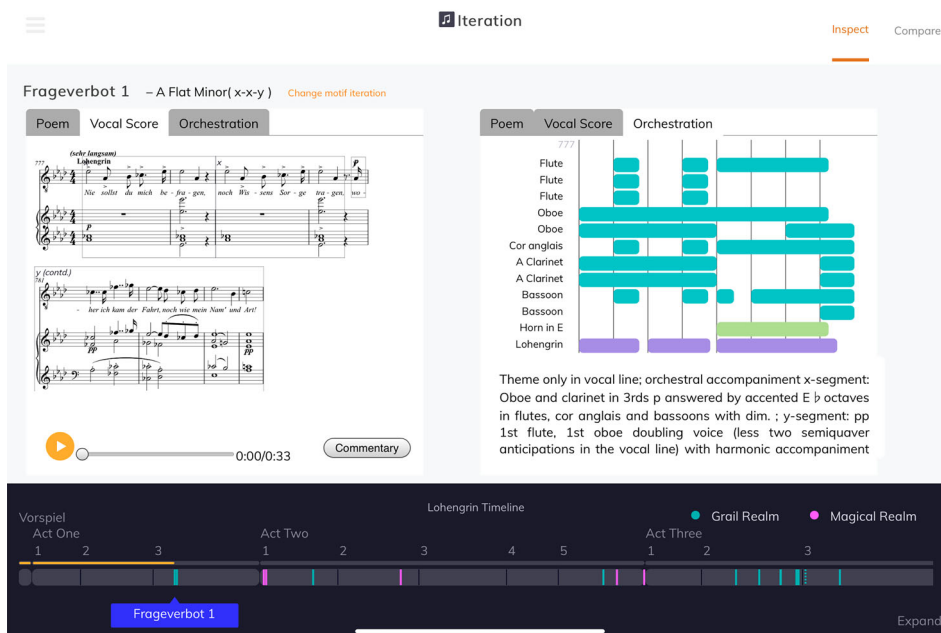 Iteration
Inspect Compare
Frageverbot 1 – A Flat Minor( x-x-y ) Change motif iteration
Poem Vocal Score Orchestration
(sehr langsam)
Lohengrin
777
x
p
Nie sollst du mich be - fra - gen, noch Wis - sens Sor - ge tra - gen, wo -
p
y (contd.)
781
- her ich kam der Fahrt, noch wie mein Nam' und Art!
pp
pp
0:00/0:33
Commentary
Poem Vocal Score Orchestration
777
Flute
Flute
Flute
Oboe
Oboe
Cor anglais
A Clarinet
A Clarinet
Bassoon
Bassoon
Horn in E
Lohengrin
Theme only in vocal line; orchestral accompaniment x-segment:
Oboe and clarinet in 3rds p answered by accented E ♭ octaves
in flutes, cor anglais and bassoons with dim. ; y-segment: pp
1st flute, 1st oboe doubling voice (less two semiquaver
anticipations in the vocal line) with harmonic accompaniment
Lohengrin Timeline
Grail Realm Magical Realm
Vorspiel
Act One Act Two Act Three
1 2 3 1 2 3 4 5 1 2 3
Frageverbot 1
Expand